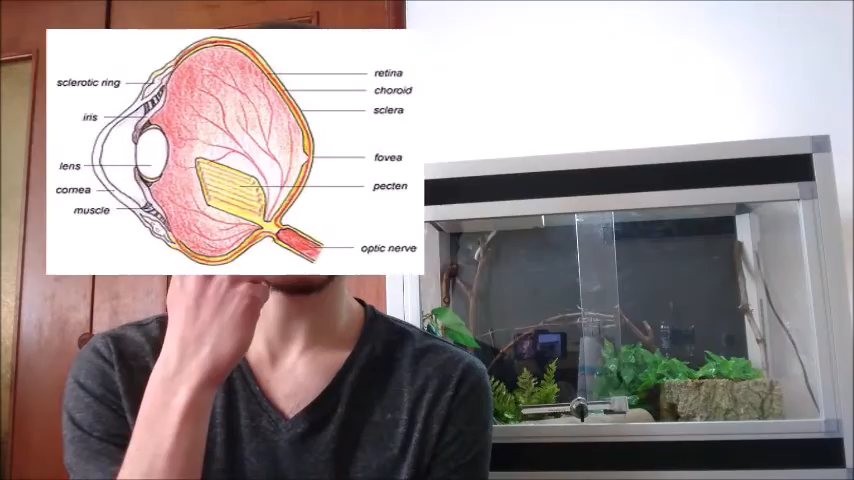 sclerotic ring
iris
lens
cornea
muscle
retina
choroid
sclera
fovea
pecten
optic nerve